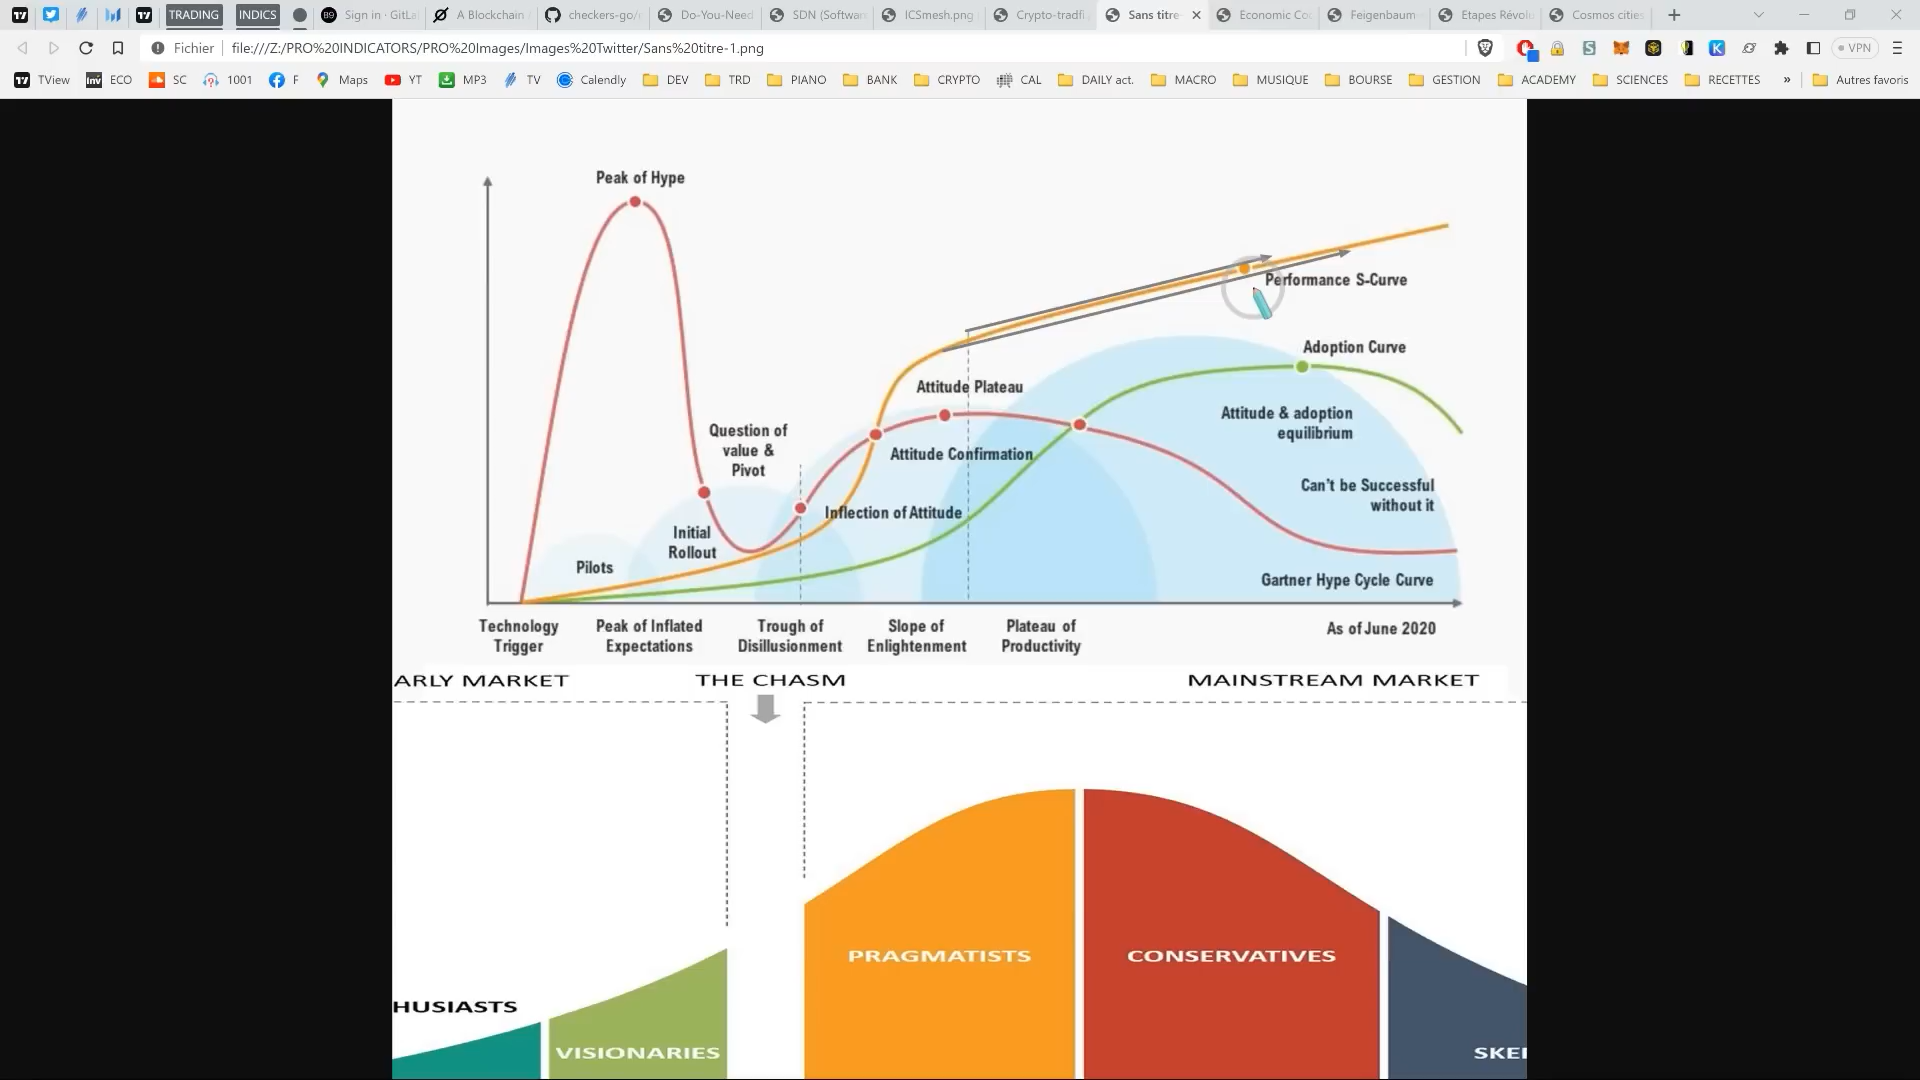 TRADING
INDICS
Sign in · GitLa
A Blockchain
checkers-go/
Do-You-Need
SDN (Softwar
ICSmesh.png
Crypto-tradfi
Sans titre-
Economic Co
Feigenbaum
Etapes Révol
Cosmos cities
Fichier
file:///Z:/PRO%20INDICATORS/PRO%20Images/Images%20Twitter/Sans%20titre-1.png
VPN
TView
ECO
SC
1001
F
Maps
YT
MP3
TV
Calendly
DEV
TRD
PIANO
BANK
CRYPTO
CAL
DAILY act.
MACRO
MUSIQUE
BOURSE
GESTION
ACADEMY
SCIENCES
RECETTES
»
Autres favoris
Peak of Hype
Performance S-Curve
Adoption Curve
Attitude Plateau
Attitude & adoption
equilibrium
Question of
value &
Pivot
Attitude Confirmation
Can't be Successful
without it
Inflection of Attitude
Initial
Rollout
Pilots
Gartner Hype Cycle Curve
Technology
Trigger
Peak of Inflated
Expectations
Trough of
Disillusionment
Slope of
Enlightenment
Plateau of
Productivity
As of June 2020
ARLY MARKET
THE CHASM
MAINSTREAM MARKET
PRAGMATISTS
CONSERVATIVES
HUSIASTS
VISIONARIES
SKEI